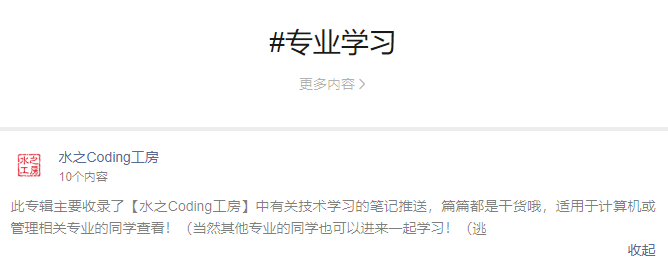 #专业学习
更多内容 >
水之
工房
水之Coding工房
10个内容
此专辑主要收录了【水之Coding工房】中有关技术学习的笔记推送，篇篇都是干货哦，适用于计算机或
管理相关专业的同学查看！（当然其他专业的同学也可以进来一起学习！（逃
收起